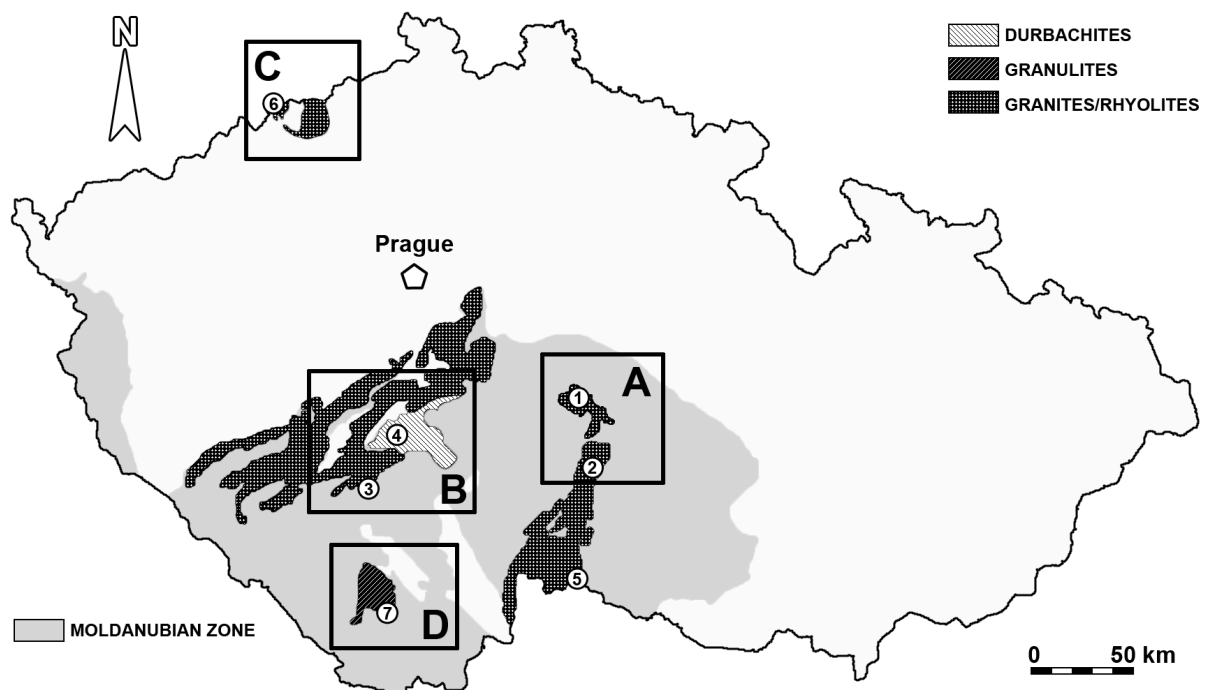 N
C
6
DURBACHITES
GRANULITES
GRANITES/RHYOLITES
Prague
A
1
2
4
3
B
5
7
D
MOLDANUBIAN ZONE
0 50 km